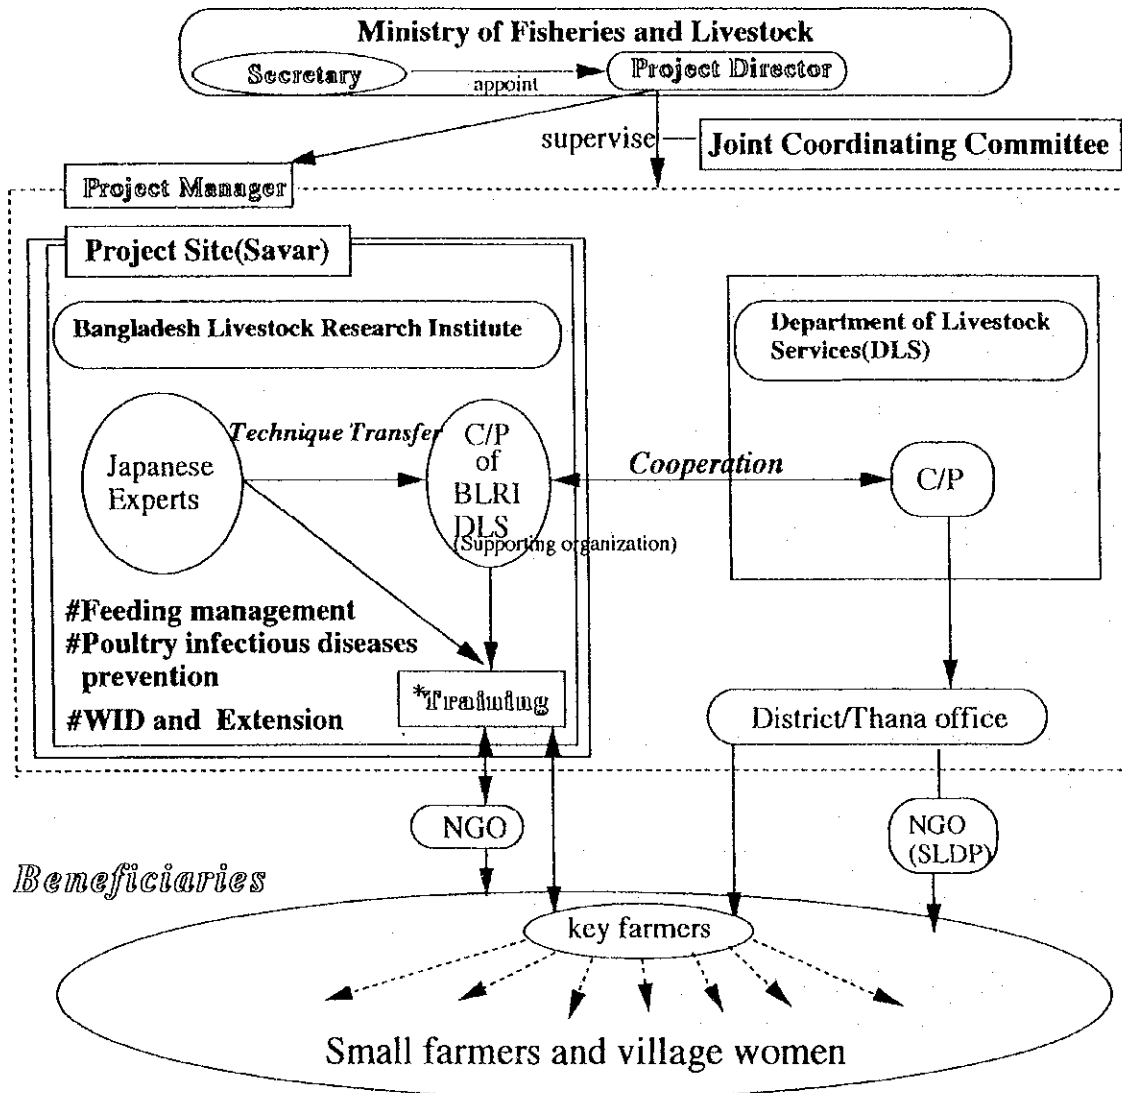 Ministry of Fisheries and Livestock
Secretary
appoint
Project Director
supervise
Joint Coordinating Committee
Project Manager
Project Site(Savar)
Bangladesh Livestock Research Institute
Department of Livestock
Services(DLS)
Japanese
Experts
Technique Transfer
C/P
of
BLRI
DLS
(Supporting organization)
Cooperation
C/P
#Feeding management
#Poultry infectious diseases
prevention
#WID and Extension
*Training
District/Thana office
NGO
NGO
(SLDP)
Beneficiaries
key farmers
Small farmers and village women